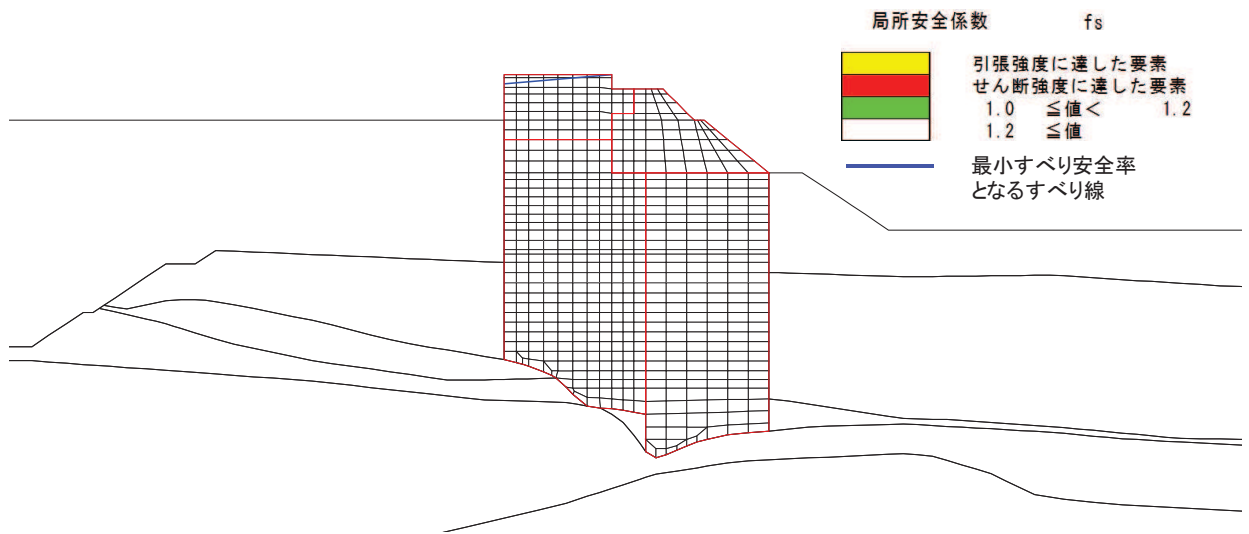 局所安全係数 fs
引張強度に達した要素
せん断強度に達した要素
1.0 ≦値< 1.2
1.2 ≦値
最小すべり安全率
となるすべり線